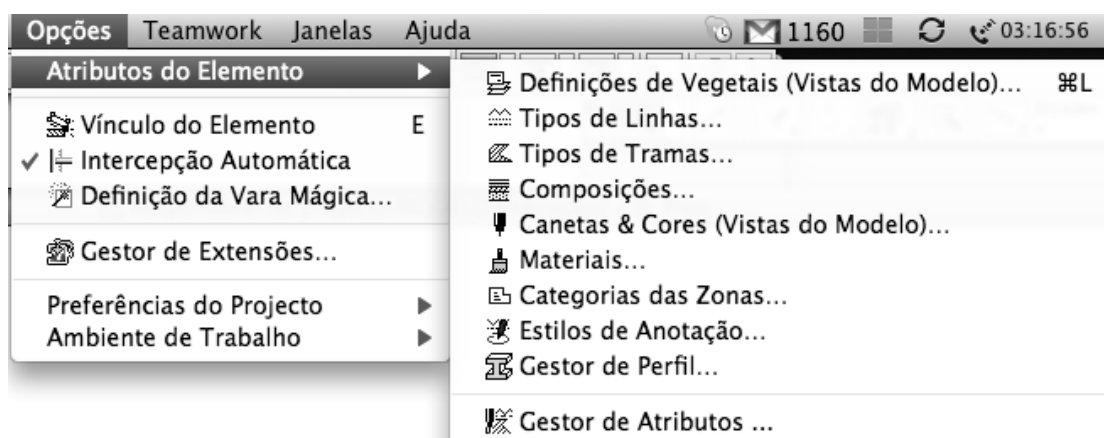 Opções Teamwork Janelas Ajuda 1160 03:16:56
Atributos do Elemento
Vínculo do Elemento E
Intercepção Automática
Definição da Vara Mágica...
Gestor de Extensões...
Preferências do Projecto
Ambiente de Trabalho
Definições de Vegetais (Vistas do Modelo)... ⌘L
Tipos de Linhas...
Tipos de Tramas...
Composições...
Canetas & Cores (Vistas do Modelo)...
Materiais...
Categorias das Zonas...
Estilos de Anotação...
Gestor de Perfil...
Gestor de Atributos ...